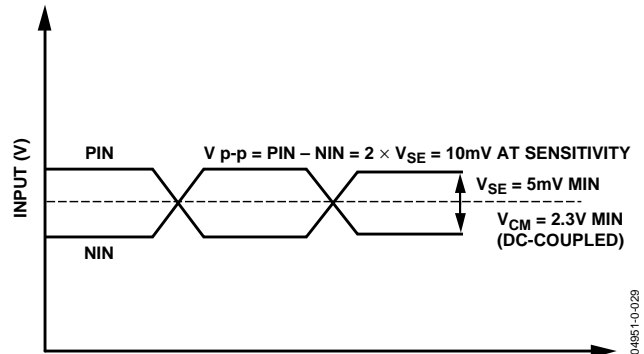 INPUT (V)
PIN
V p-p = PIN – NIN = 2 × VSE = 10mV AT SENSITIVITY
VSE = 5mV MIN
VCM = 2.3V MIN
(DC-COUPLED)
NIN
04951-0-029